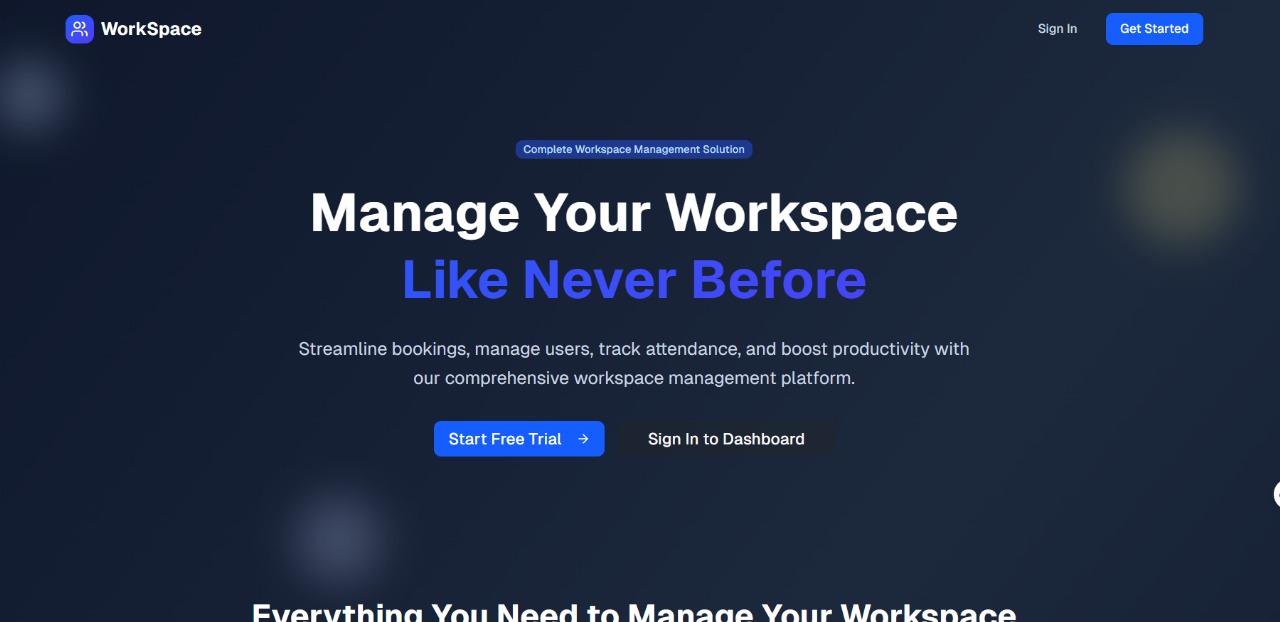 WorkSpace
Sign In
Get Started
Complete Workspace Management Solution
Manage Your Workspace
Like Never Before
Streamline bookings, manage users, track attendance, and boost productivity with
our comprehensive workspace management platform.
Start Free Trial →
Sign In to Dashboard
Everything You Need to Manage Your Workspace